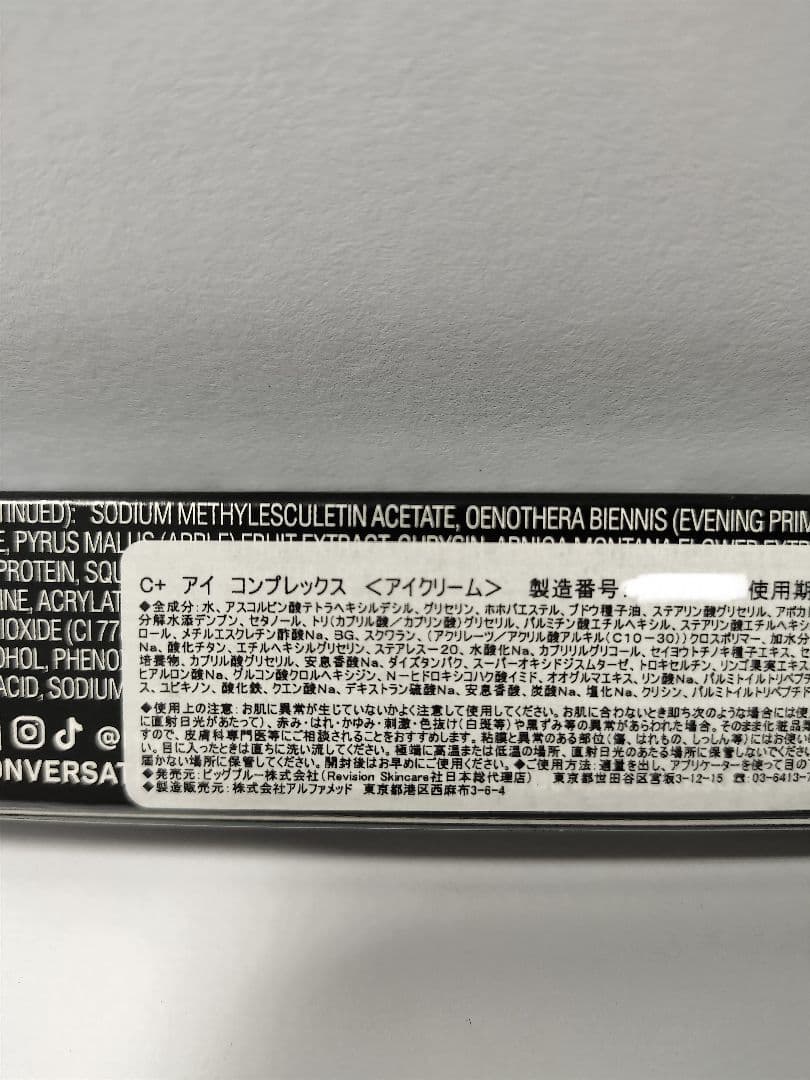 TINUED): SODIUM METHYLESCULETIN ACETATE, OENOTHERA BIENNIS (EVENING PRIM
E, PYRUS MALUS (APPLE) FRUIT EXTRACT, CHRYSIN, ARNICA MONTANA FLOWER EXTR
PROTEIN, SQU
INE, ACRYLAT
IOXIDE (CI 77
OHOL, PHENO
ACID, SODIUM
@
ONVERSAT
C+ アイ コンプレックス <アイクリーム> 製造番号: 使用期
◆全成分:水、アスコルビン酸テトラヘキシルデシル、グリセリン、ホホバエステル、ブドウ種子油、ステアリン酸グリセリル、アボカ
分解水添デンプン、セタノール、トリ(カプリル酸/カプリン酸)グリセリル、パルミチン酸エチルヘキシル、ステアリン酸エチルヘキシ
ロール、メチルエスクレチン酢酸Na、BG、スクワラン、(アクリレーツ/アクリル酸アルキル(C10-30))クロスポリマー、加水分
Na、酸化チタン、エチルヘキシルグリセリン、ステアレス-20、水酸化Na、カプリリルグリコール、セイヨウトチノキ種子エキス、セ
培養物、カプリル酸グリセリル、安息香酸Na、ダイズタンパク、スーパーオキシドジスムターゼ、トロキセルチン、リンゴ果実エキス
ヒアルロン酸Na、グルコン酸クロルヘキシジン、N-ヒドロキシコハク酸イミド、オオグルマエキス、リン酸Na、パルミトイルテトラペプチ
ス、ユビキノン、酸化鉄、クエン酸Na、デキストラン硫酸Na、安息香酸、炭酸Na、塩化Na、クリシン、パルミトイルトリペプチド
◆使用上の注意:お肌に異常が生じていないかよく注意して使用してください。お肌に合わないとき即ち次のような場合には使
に直射日光があたって)、赤み・はれ・かゆみ・刺激・色抜け(白斑等)や黒ずみ等の異常があらわれた場合。そのまま化粧品
すので、皮膚科専門医等にご相談されることをおすすめします。粘膜と異常のある部位(傷、はれもの、しっしん等)にはお使い
い。目に入ったときは直ちに洗い流してください。極端に高温または低温の場所、直射日光のあたる場所に保管しないでくださ
届かない場所に保管してください。開封後はお早めにご使用ください。◆ご使用方法:適量を出し、アプリケーターを使って目の
◆発売元:ビッグブルー株式会社(Revision Skincare社日本総代理店) 東京都世田谷区宮坂3-12-15 ☎:03-6413-7
◆製造販売元:株式会社アルファメッド 東京都港区西麻布3-6-4